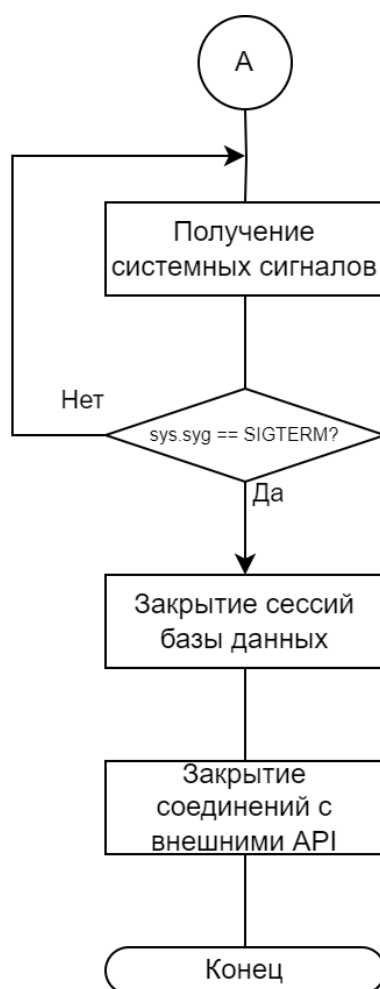 А
Получение
системных сигналов
Нет
sys.syg == SIGTERM?
Да
Закрытие сессий
базы данных
Закрытие
соединений с
внешними API
Конец